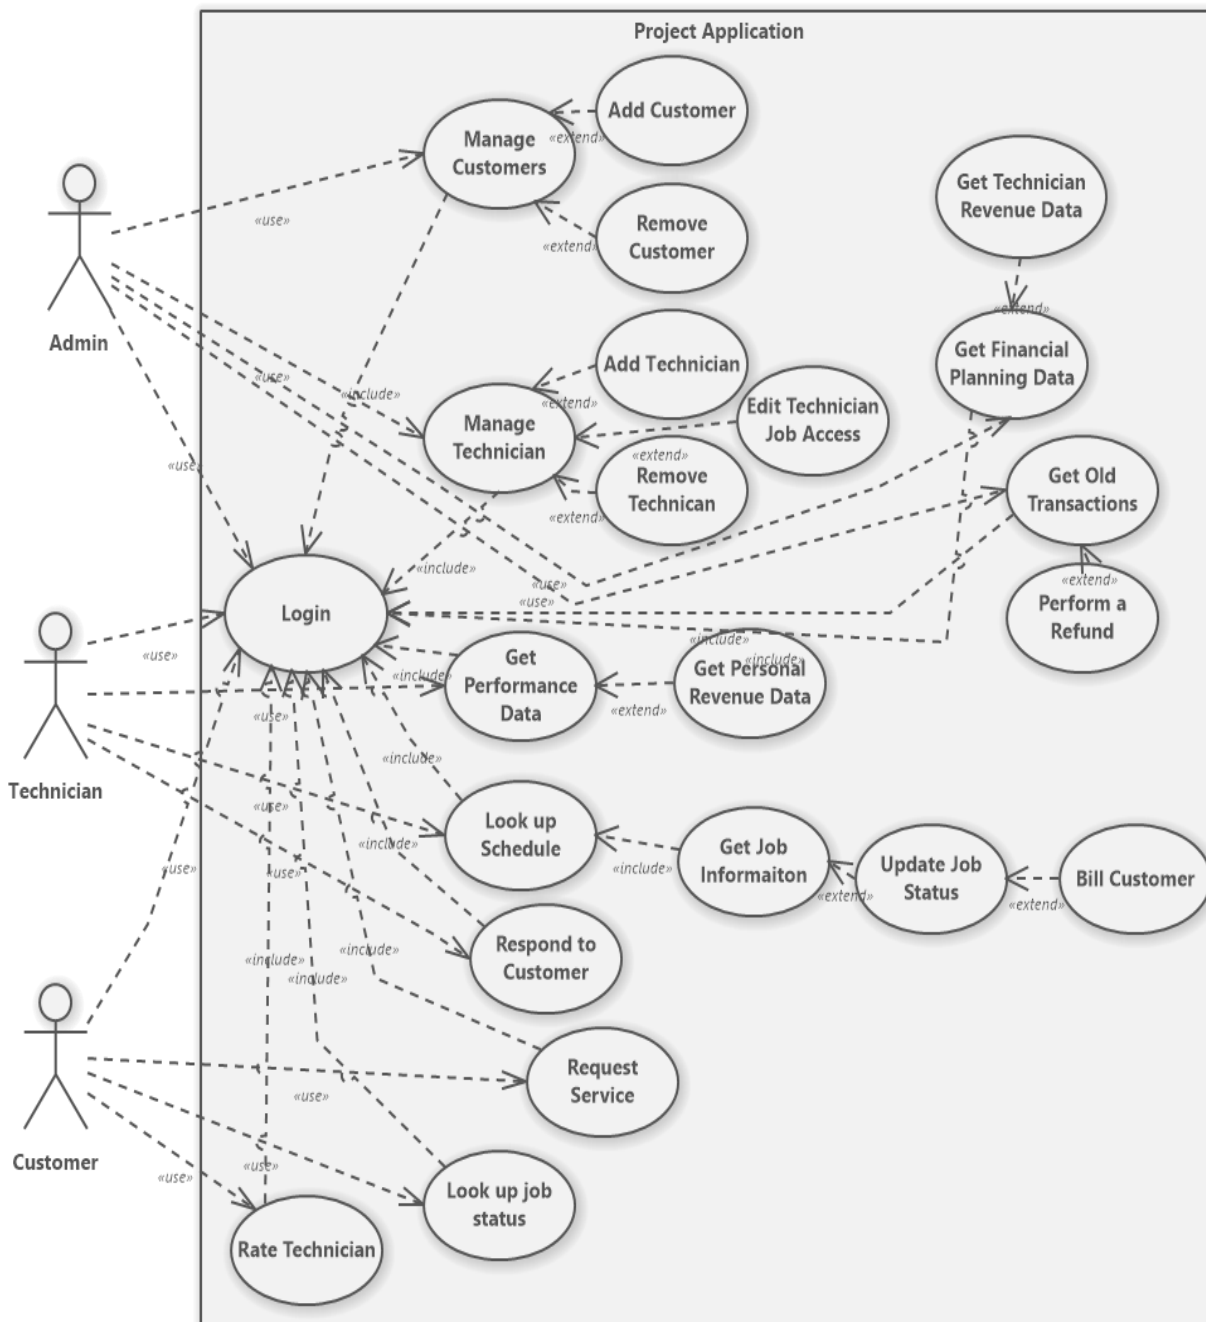 Project Application
Add Customer
Manage
Customers
«extend»
Get Technician
Revenue Data
«use»
Remove
Customer
«extend»
«extend»
Admin
Add Technician
Get Financial
Planning Data
«use»
«include»
«extend»
Edit Technician
Job Access
Manage
Technician
«extend»
«use»
Remove
Technican
Get Old
Transactions
«extend»
«include»
«use»
«use»
«extend»
Login
Perform a
Refund
«include»
«use»
«include»
Get
Performance
Data
«include»
Get Personal
Revenue Data
«extend»
«use»
Technician
«include»
«use»
Look up
Schedule
«include»
Get Job
Informaiton
Update Job
Status
Bill Customer
«include»
«use»
«use»
«extend»
«extend»
Respond to
Customer
«include»
«include»
«include»
Request
Service
«use»
Customer
«use»
«use»
Look up job
status
Rate Technician